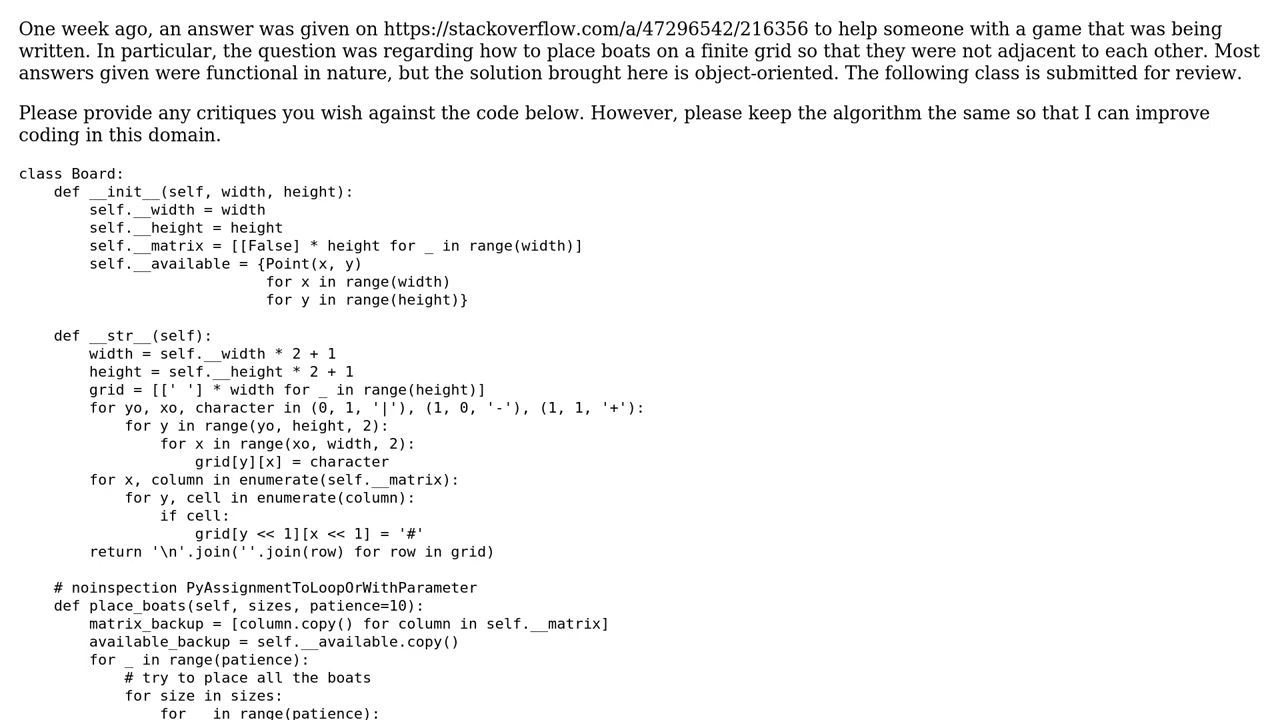 One week ago, an answer was given on https://stackoverflow.com/a/47296542/216356 to help someone with a game that was being
written. In particular, the question was regarding how to place boats on a finite grid so that they were not adjacent to each other. Most
answers given were functional in nature, but the solution brought here is object-oriented. The following class is submitted for review.
Please provide any critiques you wish against the code below. However, please keep the algorithm the same so that I can improve
coding in this domain.
class Board:
    def __init__(self, width, height):
        self.__width = width
        self.__height = height
        self.__matrix = [[False] * height for _ in range(width)]
        self.__available = {Point(x, y)
                            for x in range(width)
                            for y in range(height)}
    def __str__(self):
        width = self.__width * 2 + 1
        height = self.__height * 2 + 1
        grid = [[' '] * width for _ in range(height)]
        for yo, xo, character in (0, 1, '|'), (1, 0, '-'), (1, 1, '+'):
            for y in range(yo, height, 2):
                for x in range(xo, width, 2):
                    grid[y][x] = character
        for x, column in enumerate(self.__matrix):
            for y, cell in enumerate(column):
                if cell:
                    grid[y << 1][x << 1] = '#'
        return '\n'.join(''.join(row) for row in grid)
    # noinspection PyAssignmentToLoopOrWithParameter
    def place_boats(self, sizes, patience=10):
        matrix_backup = [column.copy() for column in self.__matrix]
        available_backup = self.__available.copy()
        for _ in range(patience):
            # try to place all the boats
            for size in sizes:
                for   in range(patience):